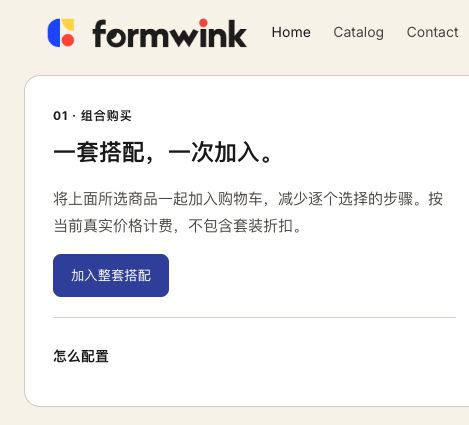 formwink Home Catalog Contact
01 · 组合购买
一套搭配，一次加入。
将上面所选商品一起加入购物车，减少逐个选择的步骤。按
当前真实价格计费，不包含套装折扣。
加入整套搭配
怎么配置